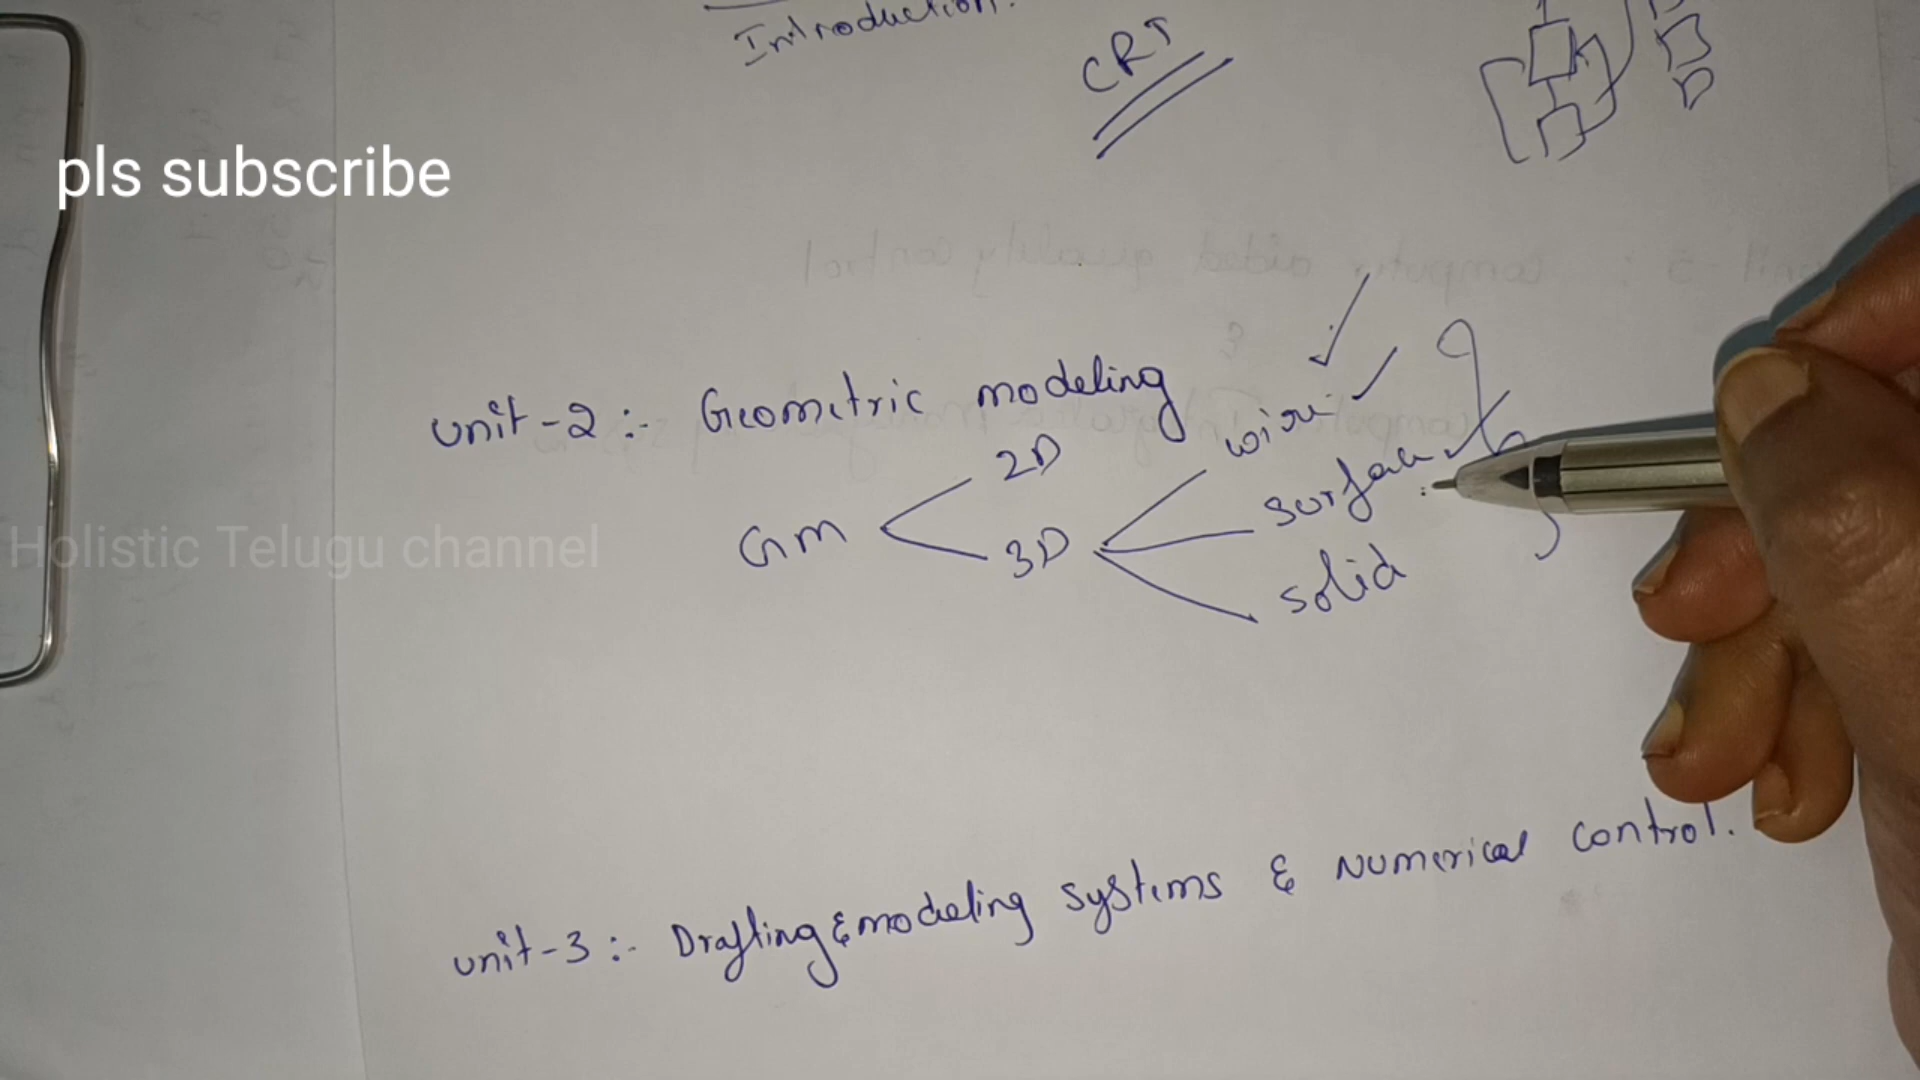 Introduction.
CRT
pls subscribe
unit-2 :- Geometric modeling
2D
wire
surface
GM
3D
solid
Holistic Telugu channel
unit-3 :- Drafting & modeling systems & Numerical control.